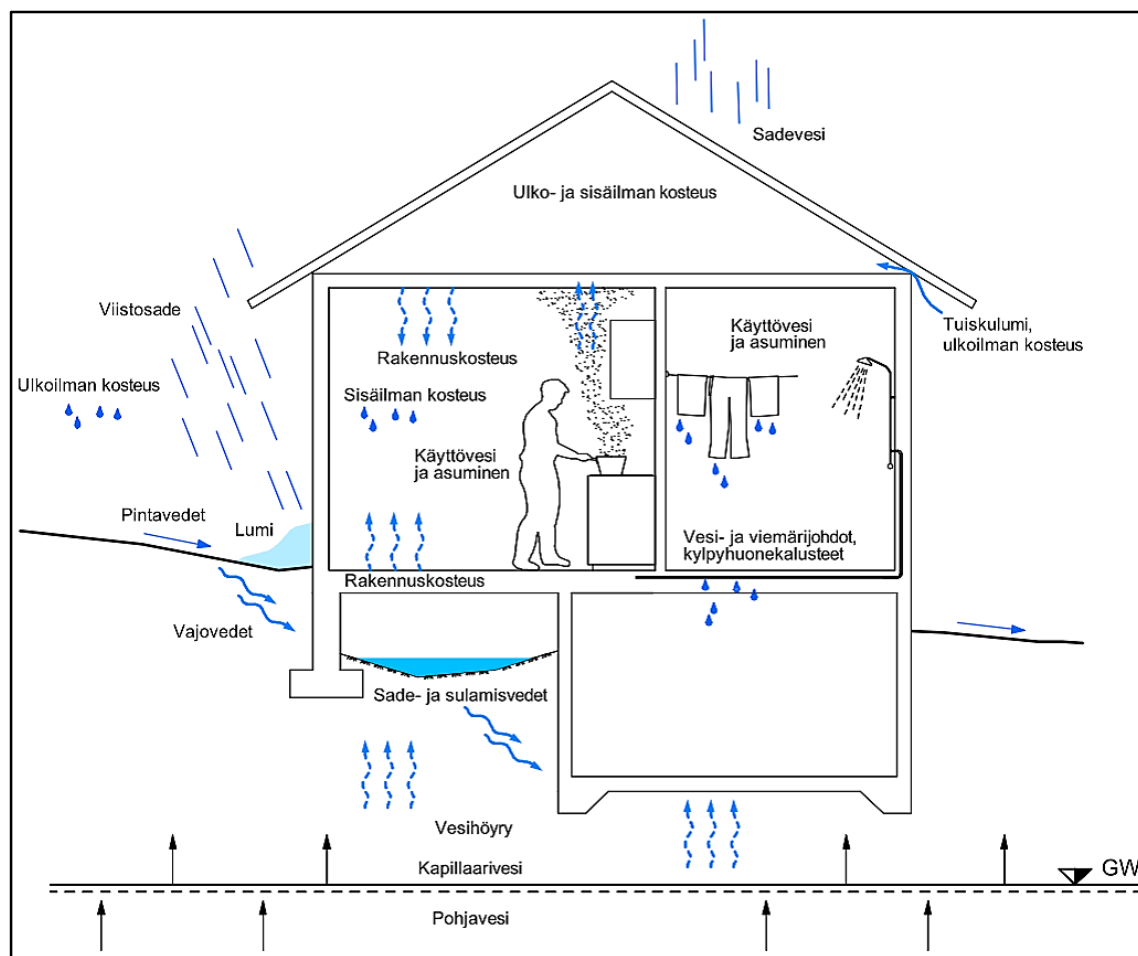 Sadevesi
Ulko- ja sisäilman kosteus
Viistosade
Tuiskulumi,
ulkoilman kosteus
Käyttövesi
ja asuminen
Rakennuskosteus
Ulkoilman kosteus
Sisäilman kosteus
Käyttövesi
ja asuminen
Pintavedet
Lumi
Vesi- ja viemärijohdot,
kylpyhuonekalusteet
Rakennuskosteus
Vajovedet
Sade- ja sulamisvedet
Vesihöyry
Kapillaarivesi
GW
Pohjavesi